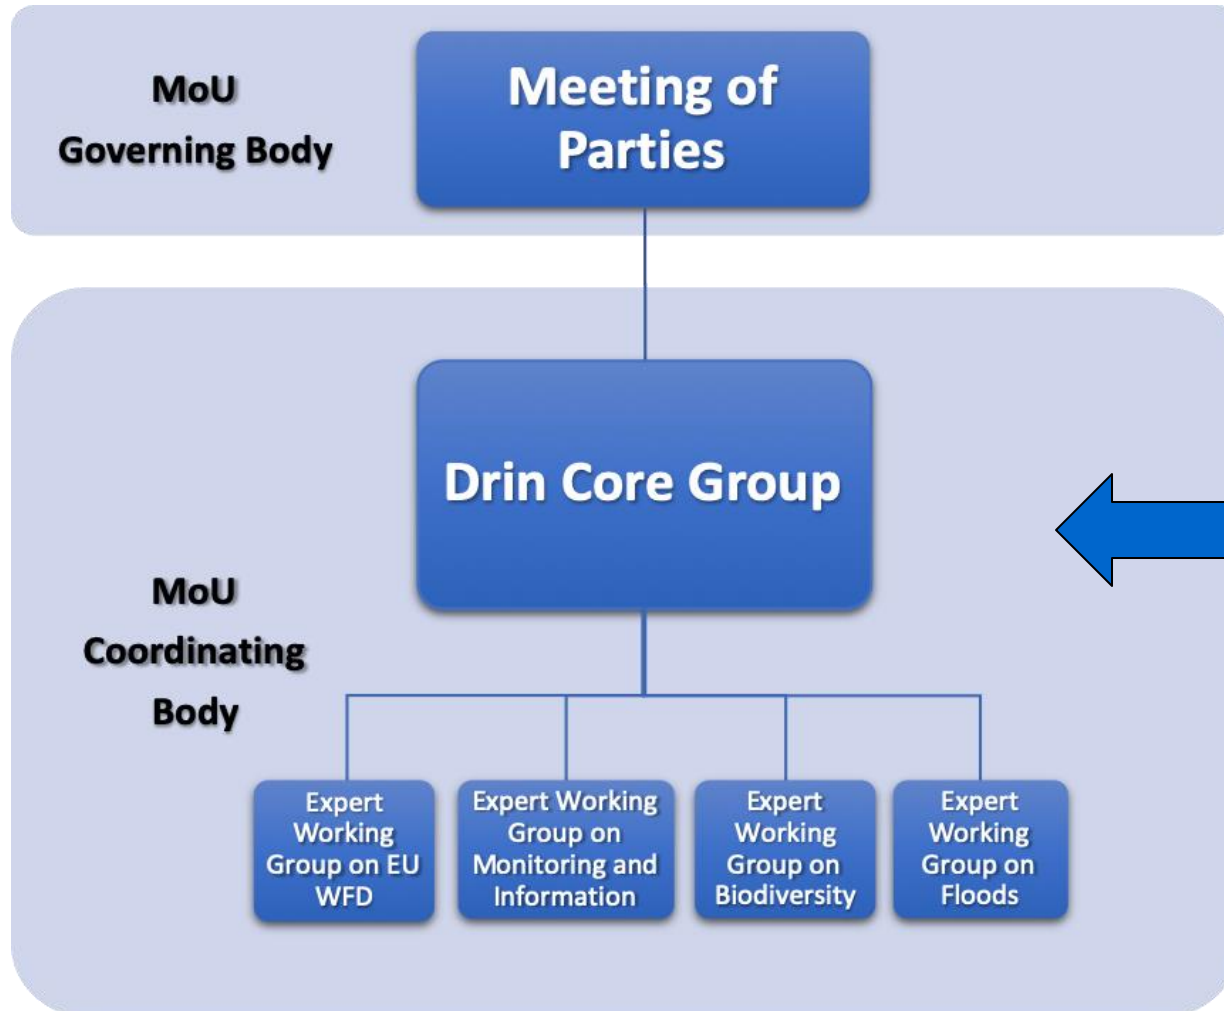 MoU
Governing Body
Meeting of
Parties
Drin Core Group
MoU
Coordinating
Body
Expert
Working
Group on EU
WFD
Expert Working
Group on
Monitoring and
Information
Expert
Working
Group on
Biodiversity
Expert
Working
Group on
Floods